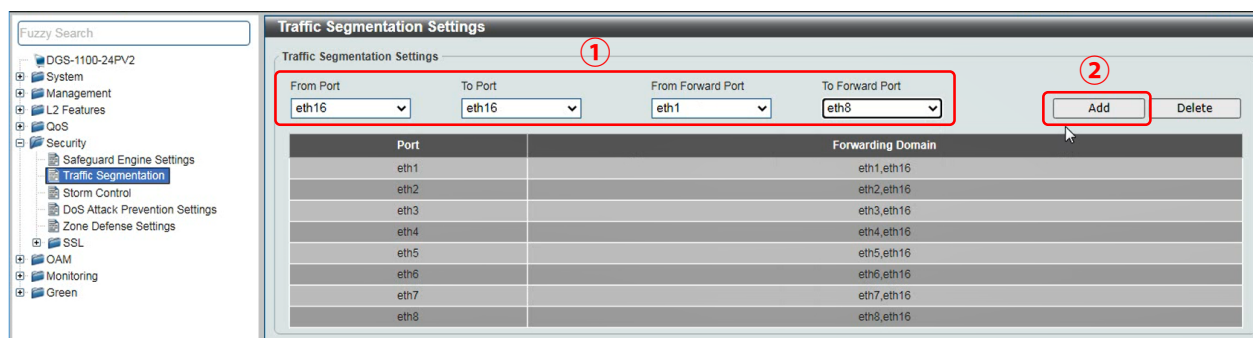 Fuzzy Search
DGS-1100-24PV2
System
Management
L2 Features
QoS
Security
Safeguard Engine Settings
Traffic Segmentation
Storm Control
DoS Attack Prevention Settings
Zone Defense Settings
SSL
OAM
Monitoring
Green
Traffic Segmentation Settings
Traffic Segmentation Settings
①
②
From Port To Port From Forward Port To Forward Port
eth16 eth16 eth1 eth8 Add Delete
Port Forwarding Domain
eth1 eth1,eth16
eth2 eth2,eth16
eth3 eth3,eth16
eth4 eth4,eth16
eth5 eth5,eth16
eth6 eth6,eth16
eth7 eth7,eth16
eth8 eth8,eth16